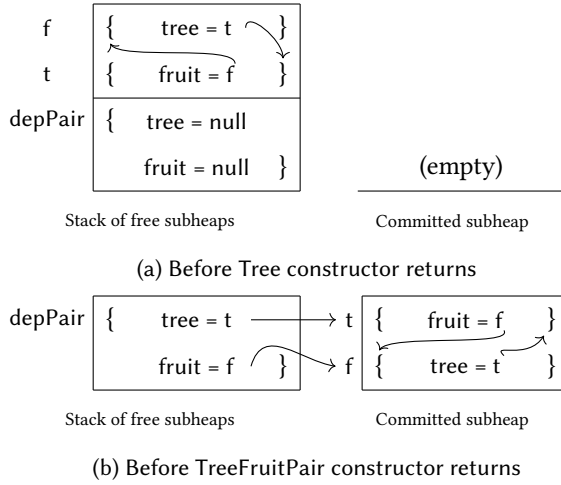 f { tree = t }
t { fruit = f }
depPair { tree = null
fruit = null }
(empty)
Stack of free subheaps Committed subheap
(a) Before Tree constructor returns
depPair { tree = t t { fruit = f }
fruit = f } f { tree = t }
Stack of free subheaps Committed subheap
(b) Before TreeFruitPair constructor returns